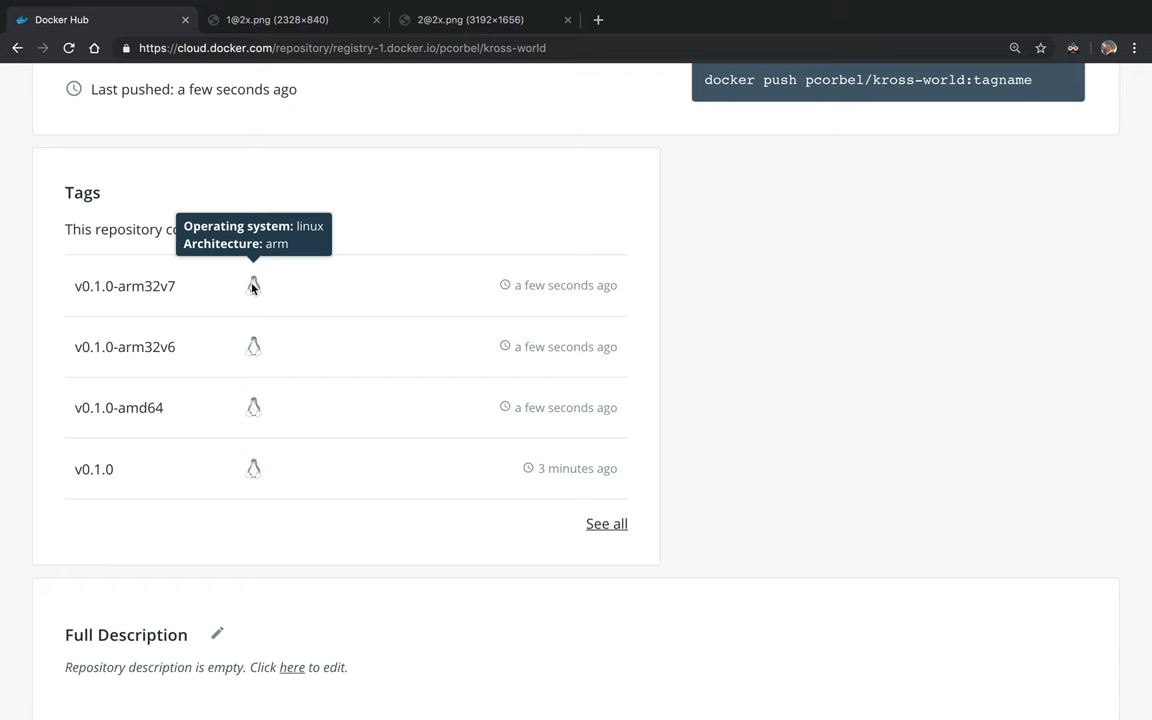 Docker Hub
1@2x.png (2328×840)
2@2x.png (3192×1656)
https://cloud.docker.com/repository/registry-1.docker.io/pcorbel/kross-world
Last pushed: a few seconds ago
docker push pcorbel/kross-world:tagname
Tags
This repository co
Operating system: linux
Architecture: arm
v0.1.0-arm32v7
a few seconds ago
v0.1.0-arm32v6
a few seconds ago
v0.1.0-amd64
a few seconds ago
v0.1.0
3 minutes ago
See all
Full Description
Repository description is empty. Click here to edit.